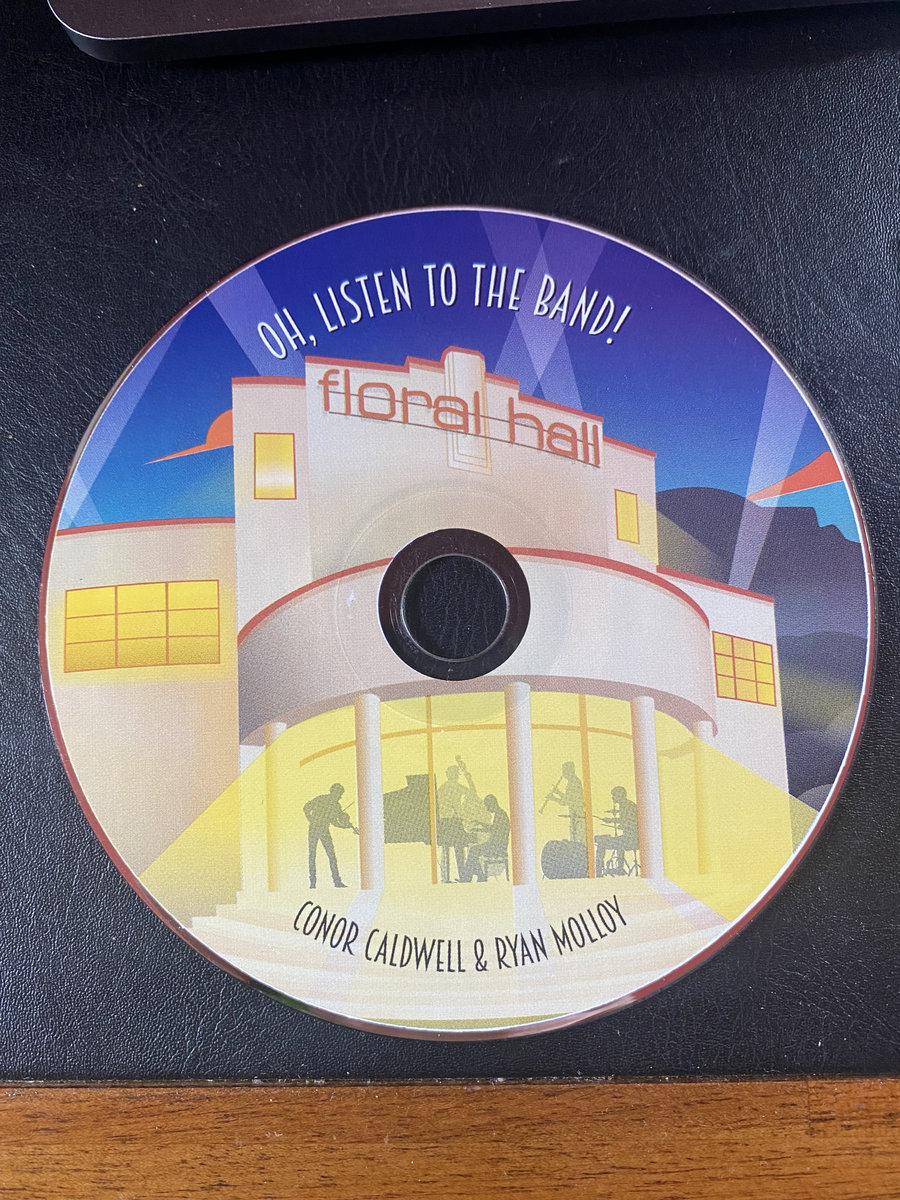 OH, LISTEN TO THE BAND!
floral hall
CONOR CALDWELL & RYAN MOLLOY